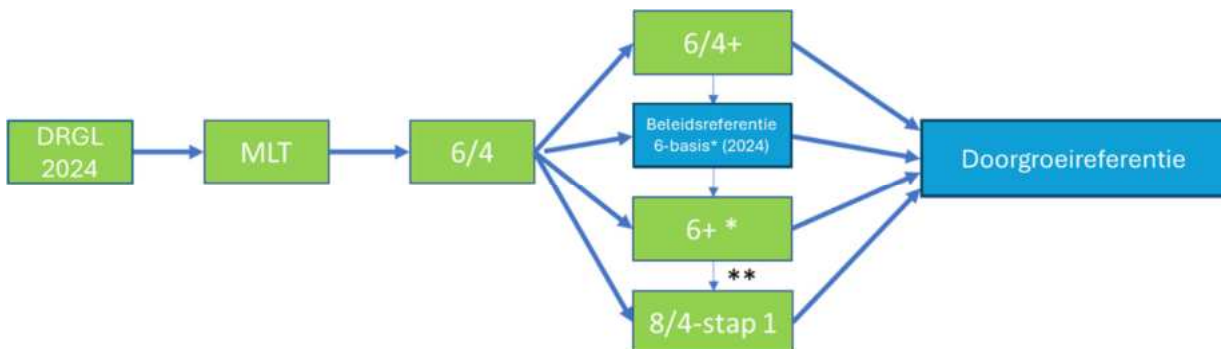 DRGL
2024
MLT
6/4
6/4+
Beleidsreferentie
6-basis* (2024)
6+ *
**
8/4-stap 1
Doorgroeireferentie